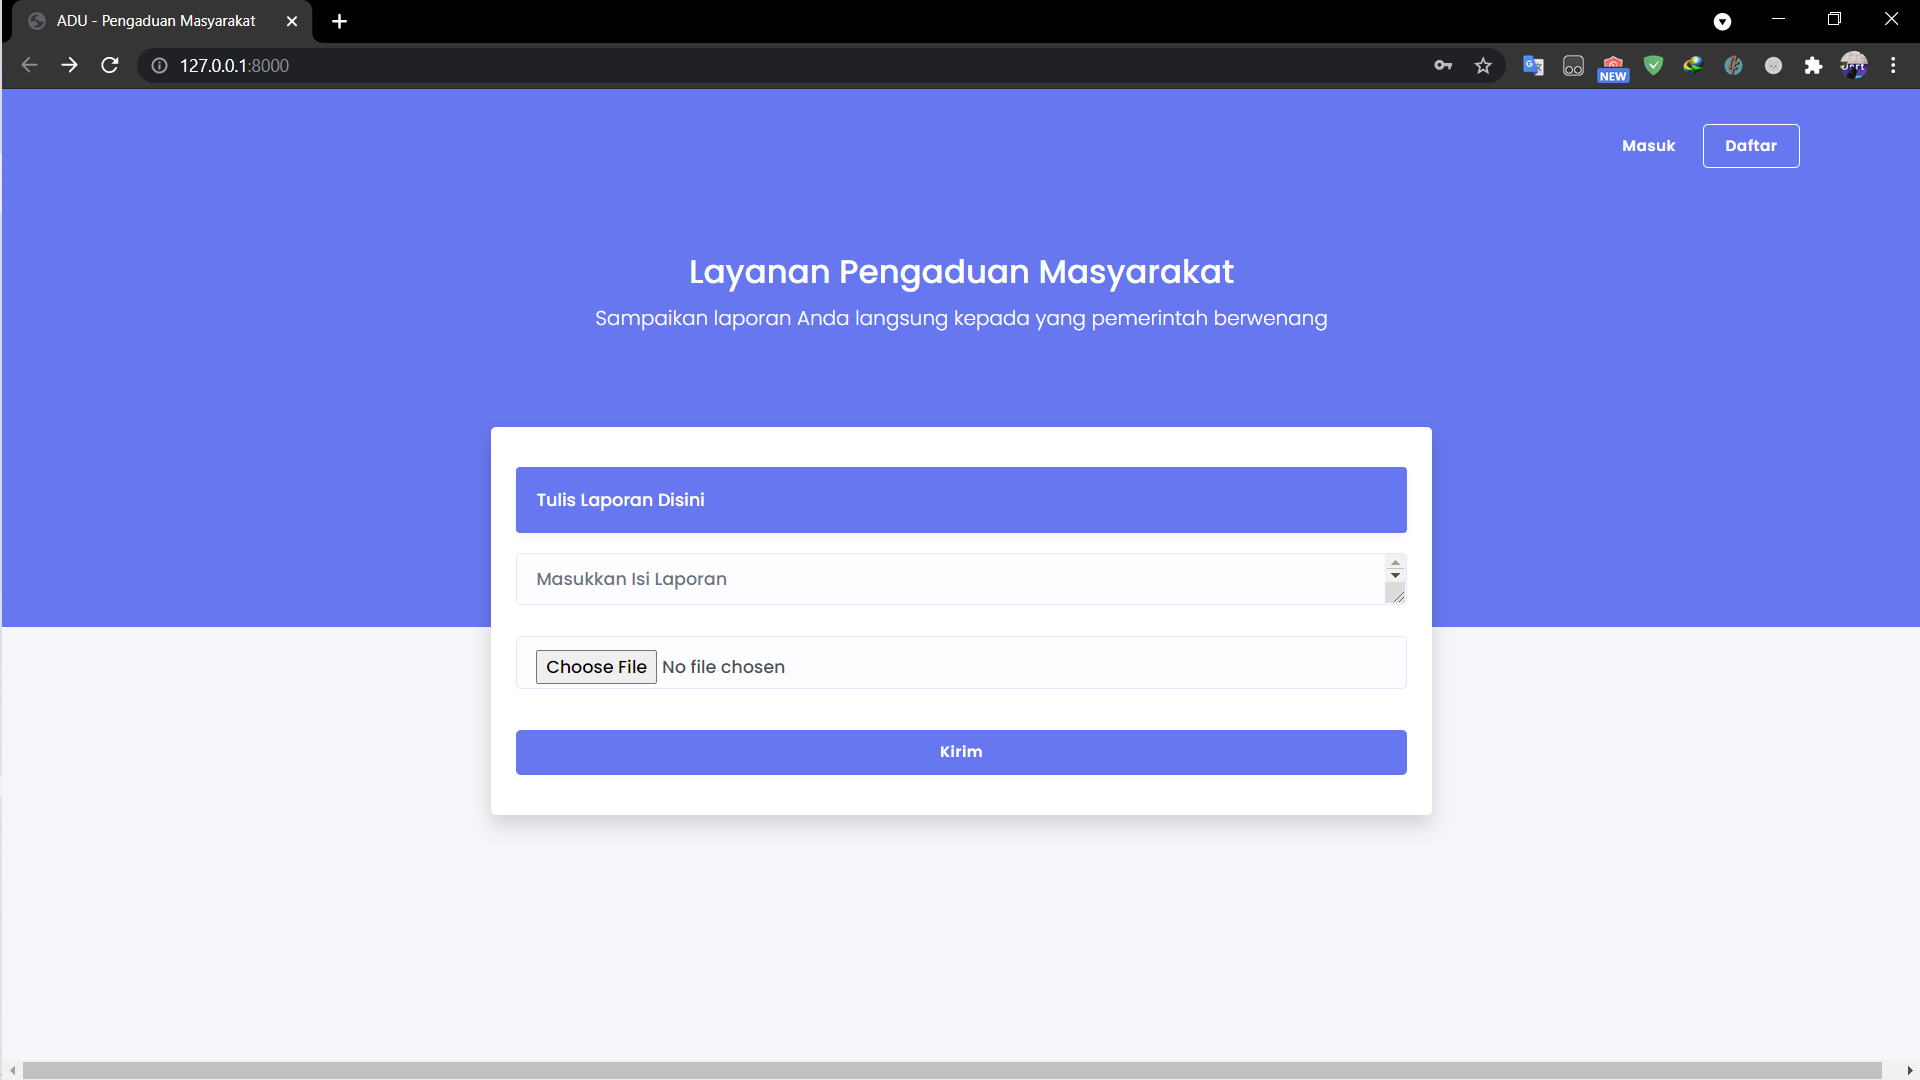 ADU - Pengaduan Masyarakat
127.0.0.1:8000
NEW
Masuk
Daftar
Layanan Pengaduan Masyarakat
Sampaikan laporan Anda langsung kepada yang pemerintah berwenang
Tulis Laporan Disini
Masukkan Isi Laporan
Choose File No file chosen
Kirim